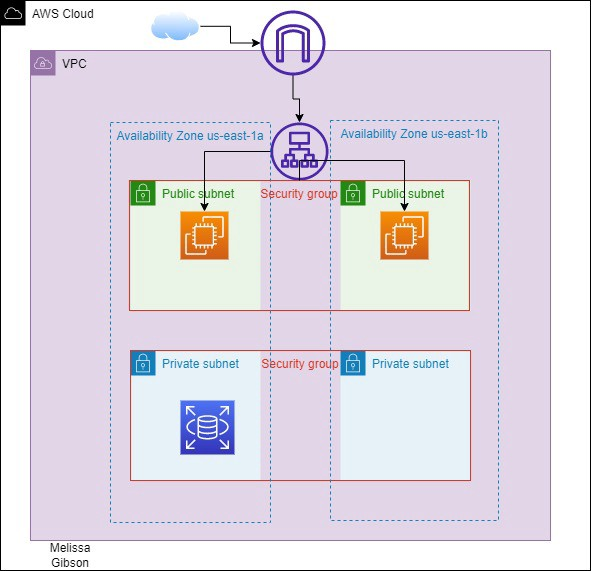 AWS Cloud
VPC
Availability Zone us-east-1a
Availability Zone us-east-1b
Public subnet
Security group
Public subnet
Private subnet
Security group
Private subnet
Melissa
Gibson